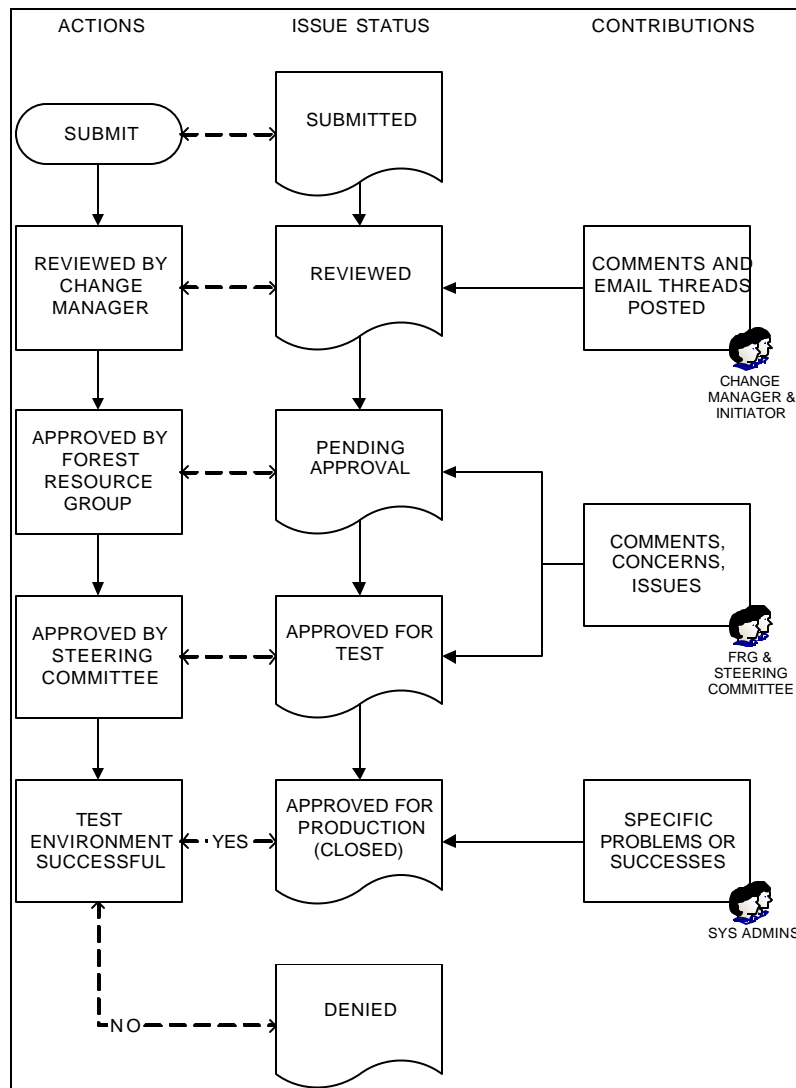 ACTIONS
ISSUE STATUS
CONTRIBUTIONS
SUBMIT
SUBMITTED
REVIEWED BY
CHANGE
MANAGER
REVIEWED
COMMENTS AND
EMAIL THREADS
POSTED
CHANGE
MANAGER &
INITIATOR
APPROVED BY
FOREST
RESOURCE
GROUP
PENDING
APPROVAL
COMMENTS,
CONCERNS,
ISSUES
FRG &
STEERING
COMMITTEE
APPROVED BY
STEERING
COMMITTEE
APPROVED FOR
TEST
TEST
ENVIRONMENT
SUCCESSFUL
YES
APPROVED FOR
PRODUCTION
(CLOSED)
SPECIFIC
PROBLEMS OR
SUCCESSES
SYS ADMINS
NO
DENIED